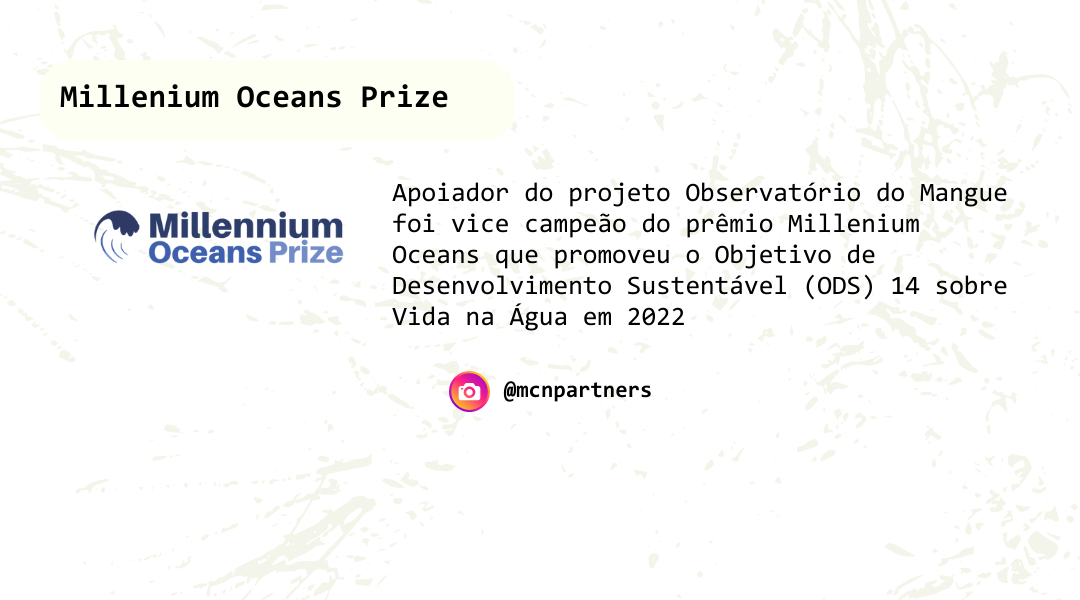 Millenium Oceans Prize
Millennium
Oceans Prize
Apoiador do projeto Observatório do Mangue
foi vice campeão do prêmio Millenium
Oceans que promoveu o Objetivo de
Desenvolvimento Sustentável (ODS) 14 sobre
Vida na Água em 2022
@mcnpartners